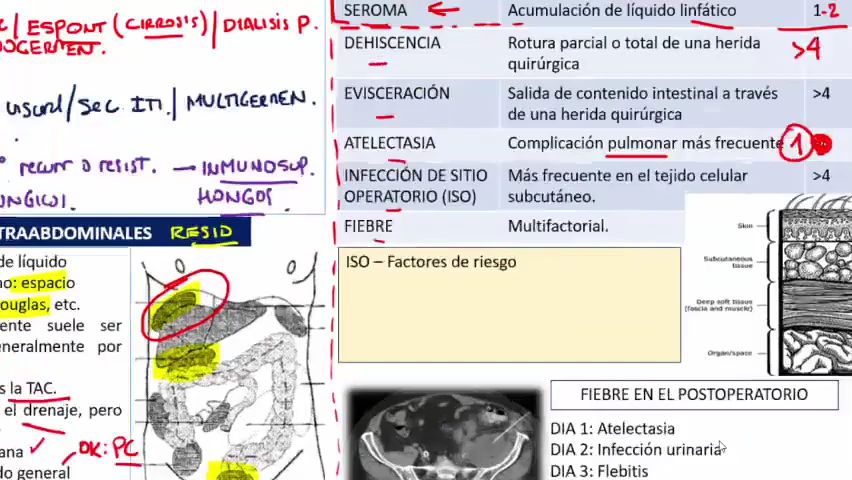 ESPONT (CIRROSIS) | DIALISIS P.
/SEC. ITI. | MULTIGERMEN.
RECURR O RESIST. → INMUNOSUP.
HONGOS
TRAABDOMINALES RESID
de líquido
no: espacio
ouglas, etc.
ente suele ser
eneralmente por
s la TAC.
el drenaje, pero
ana
OK: PC
do general
SEROMA Acumulación de líquido linfático 1-2
DEHISCENCIA Rotura parcial o total de una herida
quirúrgica >4
EVISCERACIÓN Salida de contenido intestinal a través >4
de una herida quirúrgica
ATELECTASIA Complicación pulmonar más frecuente 1
INFECCIÓN DE SITIO Más frecuente en el tejido celular >4
OPERATORIO (ISO) subcutáneo.
FIEBRE Multifactorial.
ISO – Factores de riesgo
Skin
Subcutaneous
tissue
Deep soft tissue
(fascia and muscle)
Organ/space
FIEBRE EN EL POSTOPERATORIO
DIA 1: Atelectasia
DIA 2: Infección urinaria
DIA 3: Flebitis